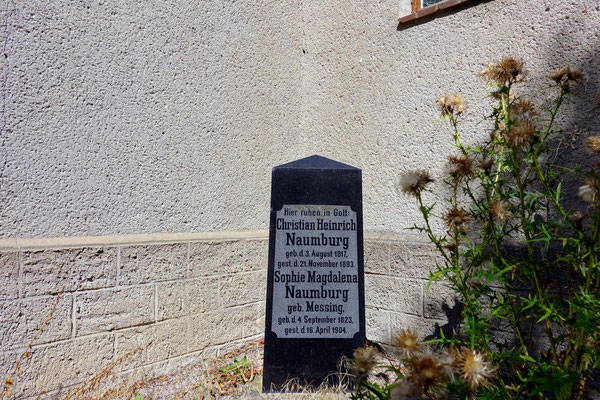 Hier ruhen in Gott:
Christian Heinrich
Naumburg
geb. d. 3. August 1817,
gest. d. 21. November 1893.
Sophie Magdalena
Naumburg
geb. Messing,
geb. d. 4. September 1823,
gest. d. 16. April 1904.